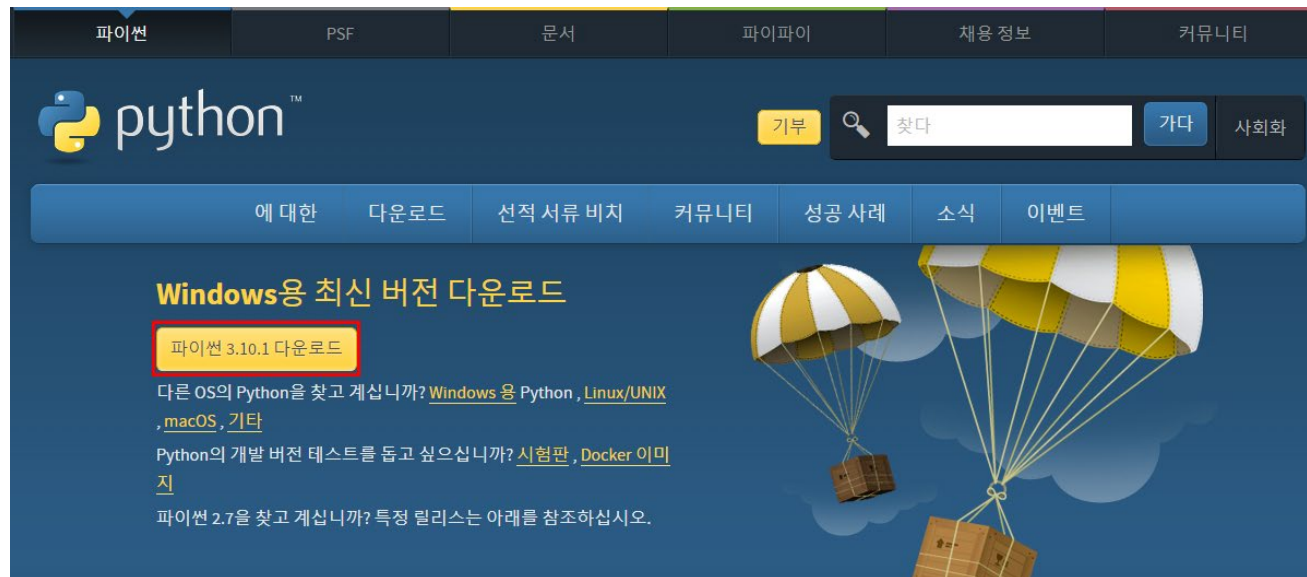 파이썬
PSF
문서
파이파이
채용 정보
커뮤니티
python™
기부
찾다
가다
사회화
에 대한
다운로드
선적 서류 비치
커뮤니티
성공 사례
소식
이벤트
Windows용 최신 버전 다운로드
파이썬 3.10.1 다운로드
다른 OS의 Python을 찾고 계십니까? Windows 용 Python , Linux/UNIX
, macOS , 기타
Python의 개발 버전 테스트를 돕고 싶으십니까? 시험판 , Docker 이미
지
파이썬 2.7을 찾고 계십니까? 특정 릴리스는 아래를 참조하십시오.